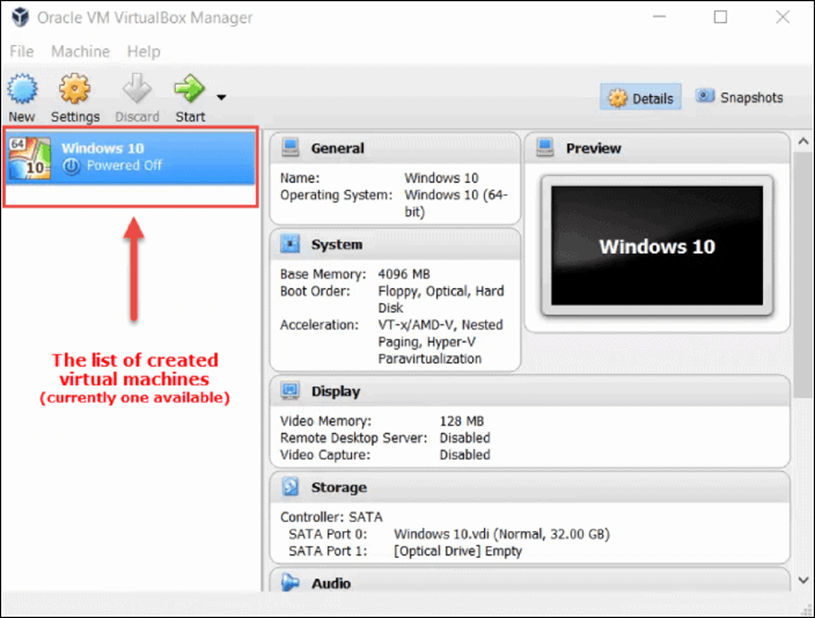 Oracle VM VirtualBox Manager
File Machine Help
New Settings Discard Start Details Snapshots
64
10
Windows 10
Powered Off
The list of created
virtual machines
(currently one available)
General
Name: Windows 10
Operating System: Windows 10 (64-
bit)
System
Base Memory: 4096 MB
Boot Order: Floppy, Optical, Hard
Disk
Acceleration: VT-x/AMD-V, Nested
Paging, Hyper-V
Paravirtualization
Preview
Windows 10
Display
Video Memory: 128 MB
Remote Desktop Server: Disabled
Video Capture: Disabled
Storage
Controller: SATA
SATA Port 0: Windows 10.vdi (Normal, 32.00 GB)
SATA Port 1: [Optical Drive] Empty
Audio